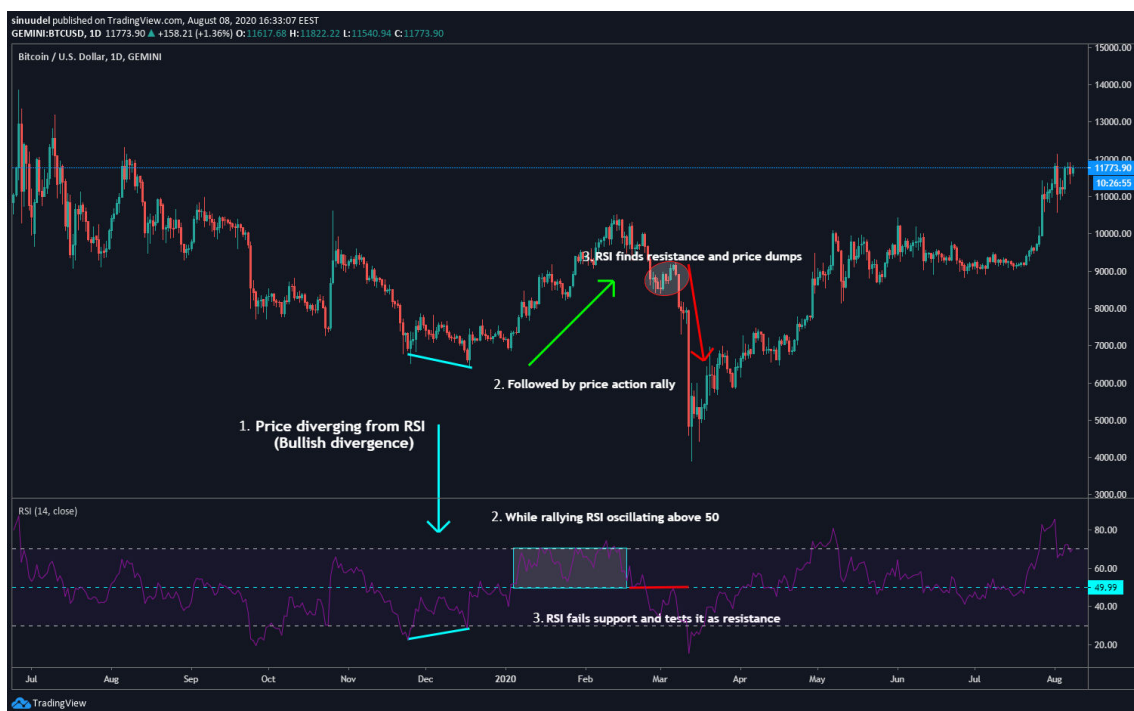 sinuudel published on TradingView.com, August 08, 2020 16:33:07 EEST
GEMINI:BTCUSD, 1D 11773.90 ▲ +158.21 (+1.36%) O:11617.68 H:11822.22 L:11540.94 C:11773.90
Bitcoin / U.S. Dollar, 1D, GEMINI
15000.00
14000.00
13000.00
12000.00
11773.90
10:26:55
11000.00
10000.00
3. RSI finds resistance and price dumps
9000.00
8000.00
7000.00
2. Followed by price action rally
6000.00
1. Price diverging from RSI
(Bullish divergence)
5000.00
4000.00
3000.00
RSI (14, close)
2. While rallying RSI oscillating above 50
80.00
60.00
49.99
40.00
3. RSI fails support and tests it as resistance
20.00
Jul Aug Sep Oct Nov Dec 2020 Feb Mar Apr May Jun Jul Aug
TradingView